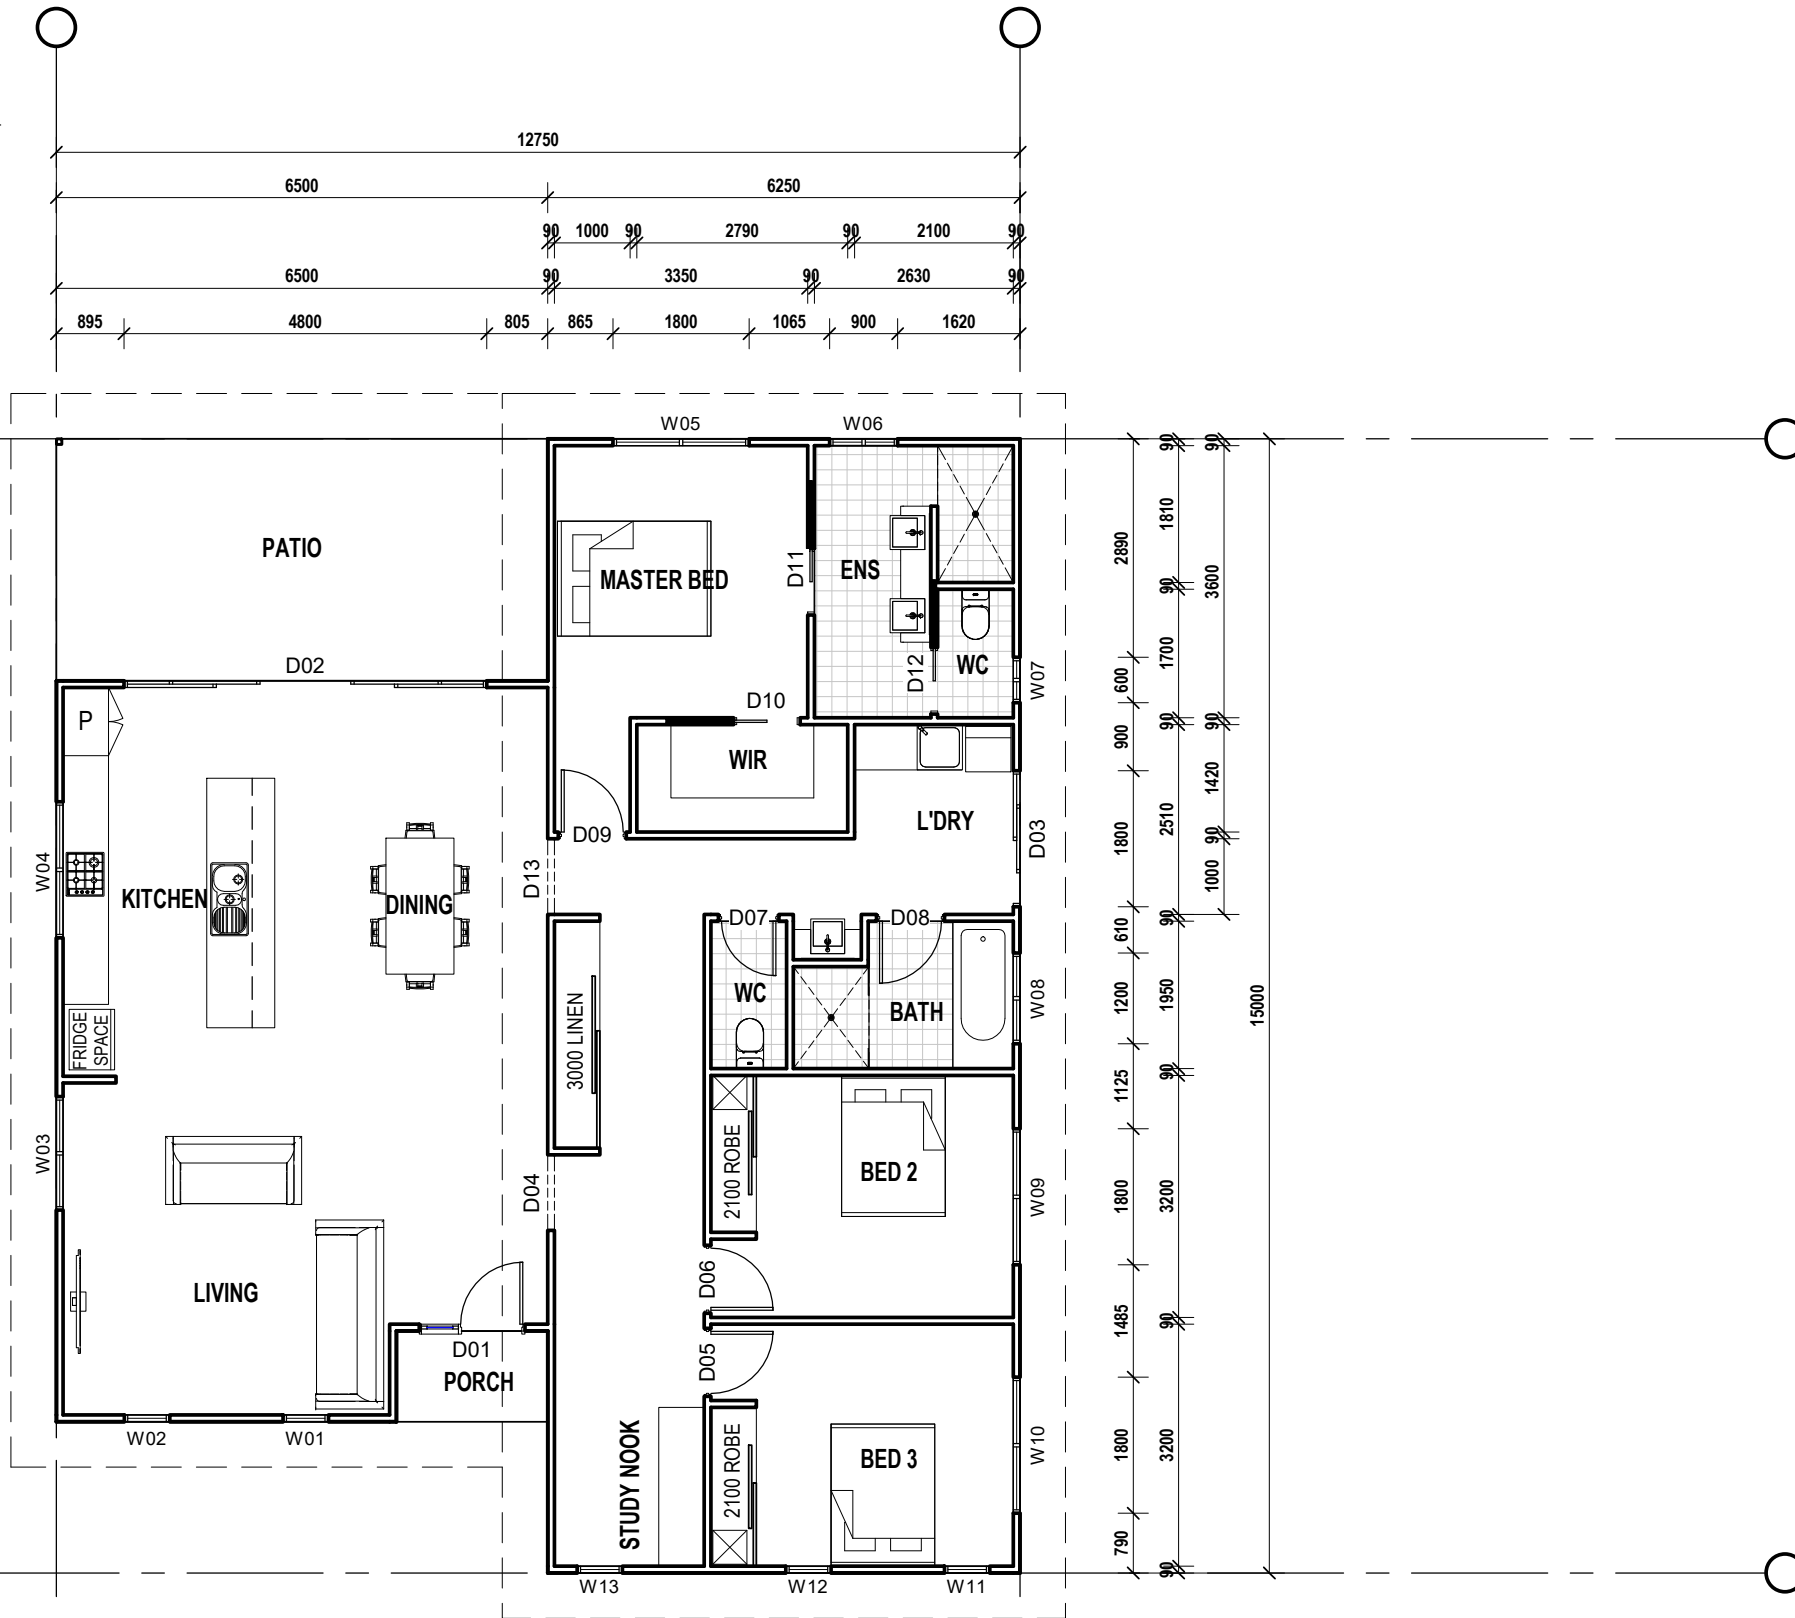 12750
6500 6250
90 1000 90 2790 90 2100 90
6500 90 3350 90 2630 90
895 4800 805 865 1800 1065 900 1620
W05 W06
PATIO
MASTER BED
D11
ENS
D12
WC
W07
D02
D10
P
WIR
L'DRY
D09
D13
D03
W04
KITCHEN
DINING
D07
D08
FRIDGE
SPACE
3000 LINEN
WC
BATH
W08
W03
D04
2100 ROBE
BED 2
W09
D06
LIVING
D01
PORCH
D05
W02
W01
STUDY NOOK
2100 ROBE
BED 3
W10
W13
W12
W11
2890
600
900
1800
610
1200
1125
1800
1485
1800
790
90
1810
90
1700
90
2510
90
1950
90
3200
90
3200
90
90
3600
90
1420
90
1000
15000